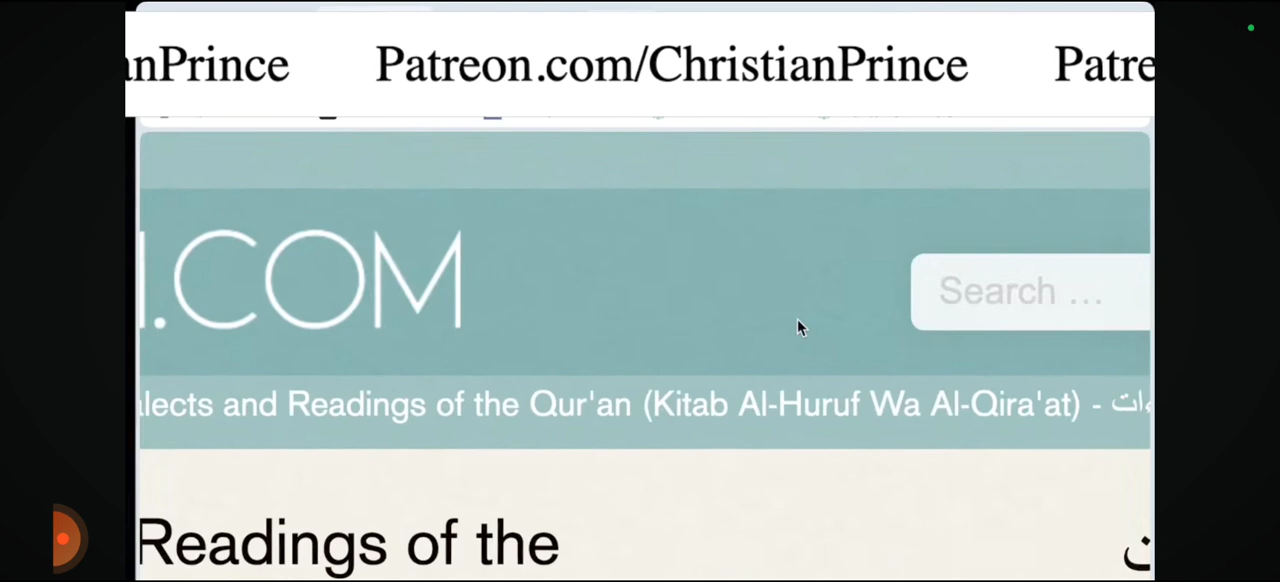 anPrince Patreon.com/ChristianPrince Patre
.COM
Search ...
lects and Readings of the Qur'an (Kitab Al-Huruf Wa Al-Qira'at) -
Readings of the